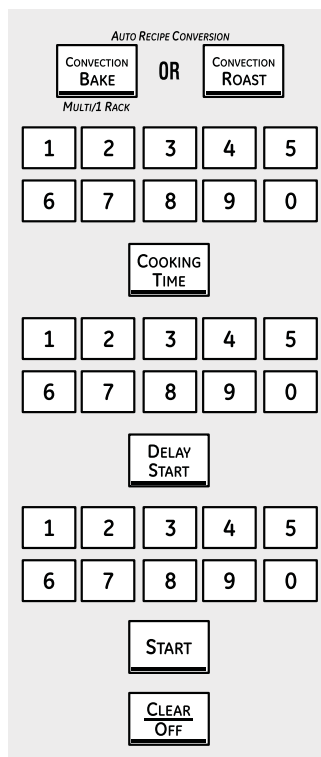 AUTO RECIPE CONVERSION
CONVECTION
BAKE
OR
CONVECTION
ROAST
MULTI/1 RACK
1 2 3 4 5
6 7 8 9 0
COOKING
TIME
1 2 3 4 5
6 7 8 9 0
DELAY
START
1 2 3 4 5
6 7 8 9 0
START
CLEAR
OFF